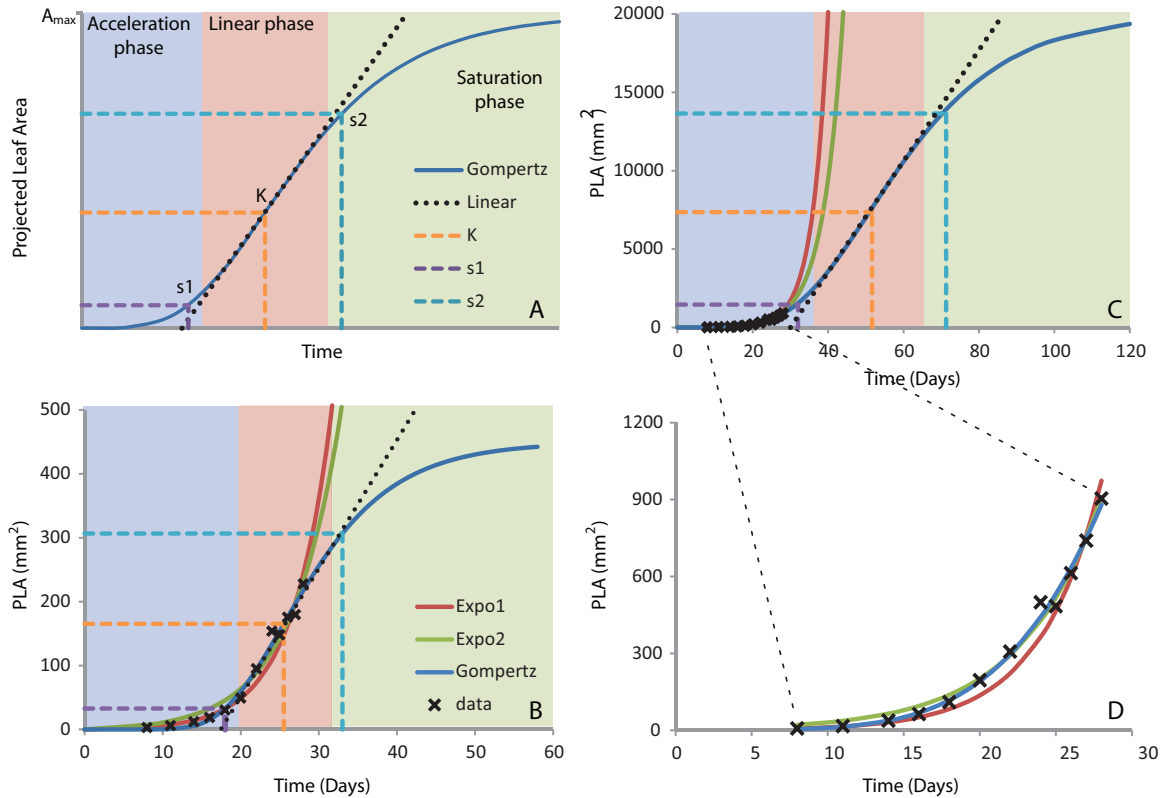 A
max
Acceleration
phase
Linear phase
Saturation
phase
s1
K
s2
Gompertz
Linear
K
s1
s2
A
Projected Leaf Area
Time
20000
15000
10000
5000
0
PLA (mm2)
0 20 40 60 80 100 120
Time (Days)
C
500
400
300
200
100
0
PLA (mm2)
Expo1
Expo2
Gompertz
data
B
0 10 20 30 40 50 60
Time (Days)
1200
900
600
300
0
PLA (mm2)
D
0 5 10 15 20 25 30
Time (Days)